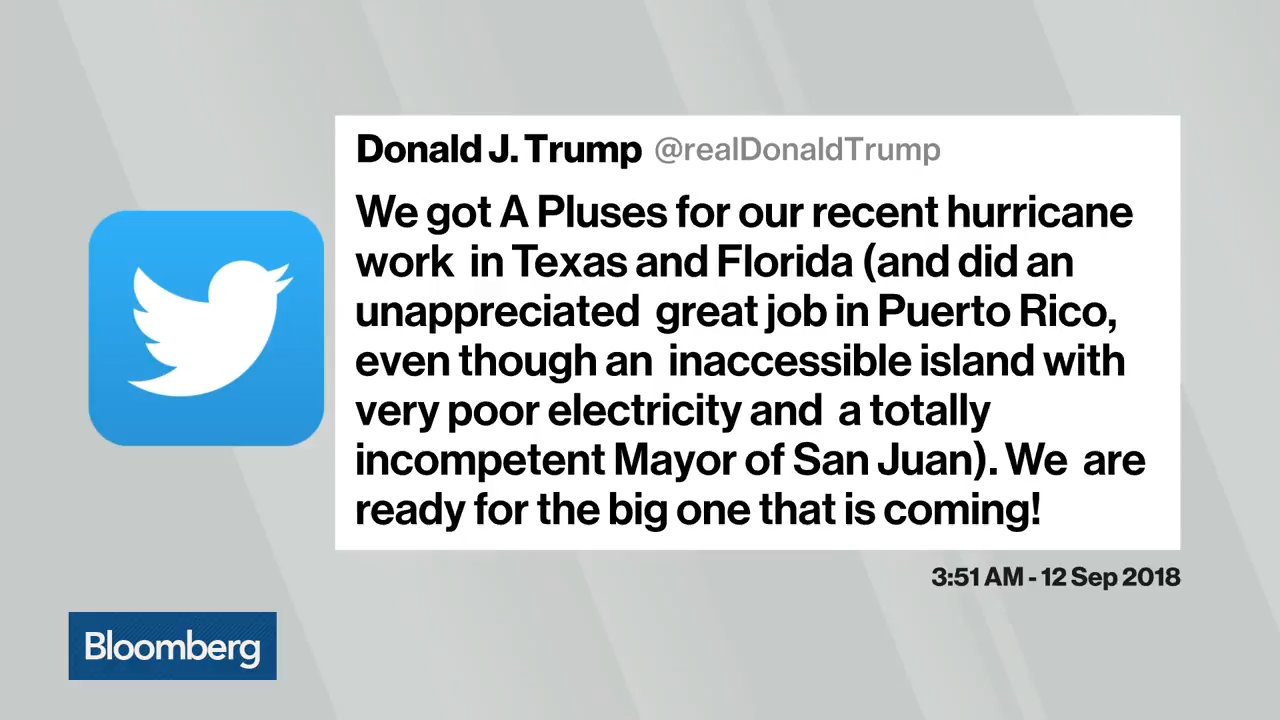 Donald J. Trump @realDonaldTrump
We got A Pluses for our recent hurricane
work in Texas and Florida (and did an
unappreciated great job in Puerto Rico,
even though an inaccessible island with
very poor electricity and a totally
incompetent Mayor of San Juan). We are
ready for the big one that is coming!
3:51 AM - 12 Sep 2018
Bloomberg